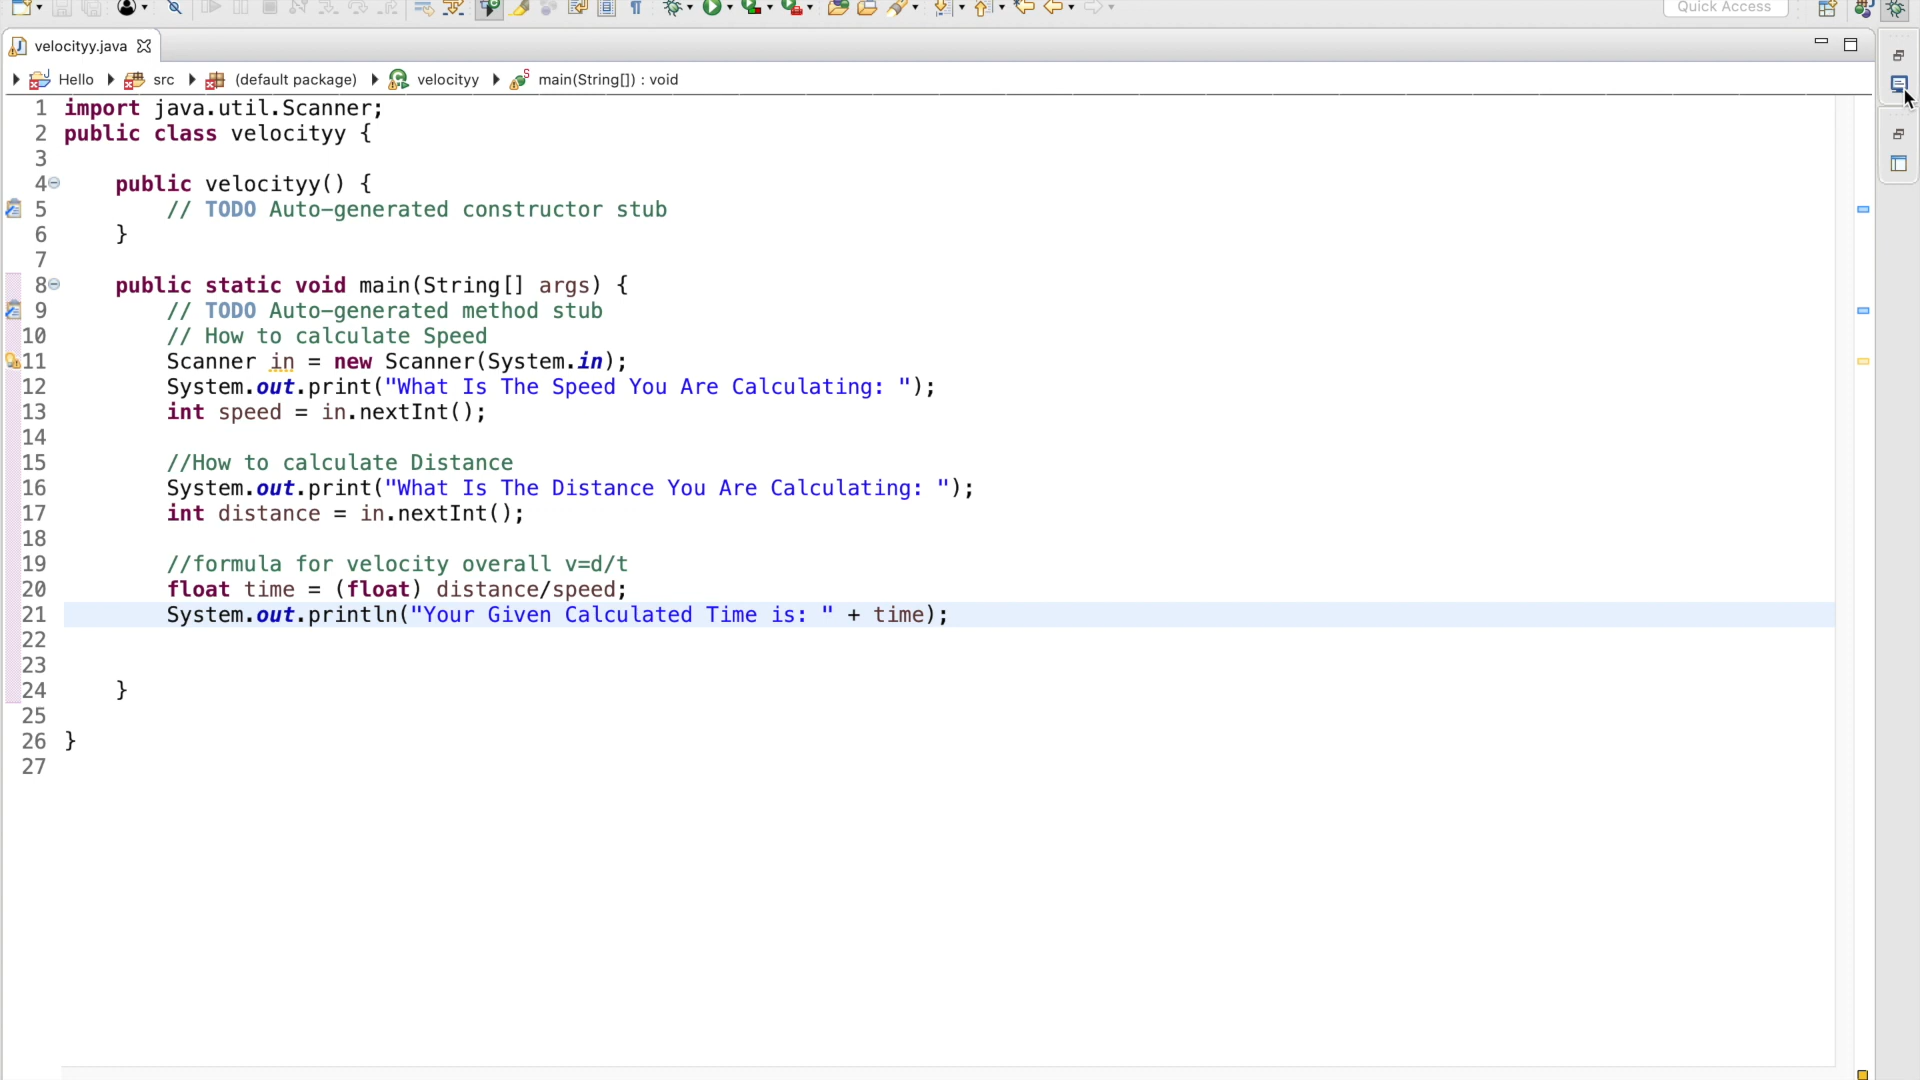 Quick Access
velocityy.java
Hello src (default package) velocityy main(String[]) : void
1 import java.util.Scanner;
2 public class velocityy {
3
4 public velocityy() {
5 // TODO Auto-generated constructor stub
6 }
7
8 public static void main(String[] args) {
9 // TODO Auto-generated method stub
10 // How to calculate Speed
11 Scanner in = new Scanner(System.in);
12 System.out.print("What Is The Speed You Are Calculating: ");
13 int speed = in.nextInt();
14
15 //How to calculate Distance
16 System.out.print("What Is The Distance You Are Calculating: ");
17 int distance = in.nextInt();
18
19 //formula for velocity overall v=d/t
20 float time = (float) distance/speed;
21 System.out.println("Your Given Calculated Time is: " + time);
22
23
24 }
25
26 }
27